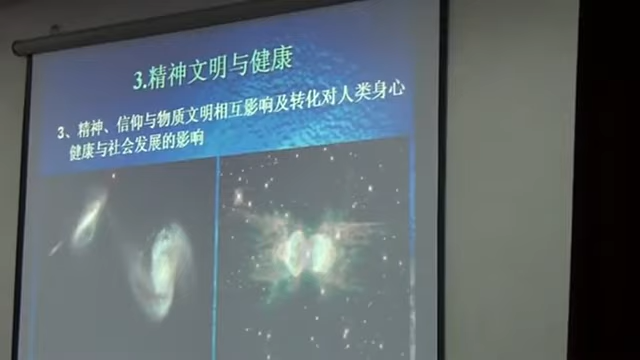 3.精神文明与健康
3、精神、信仰与物质文明相互影响及转化对人类身心
健康与社会发展的影响